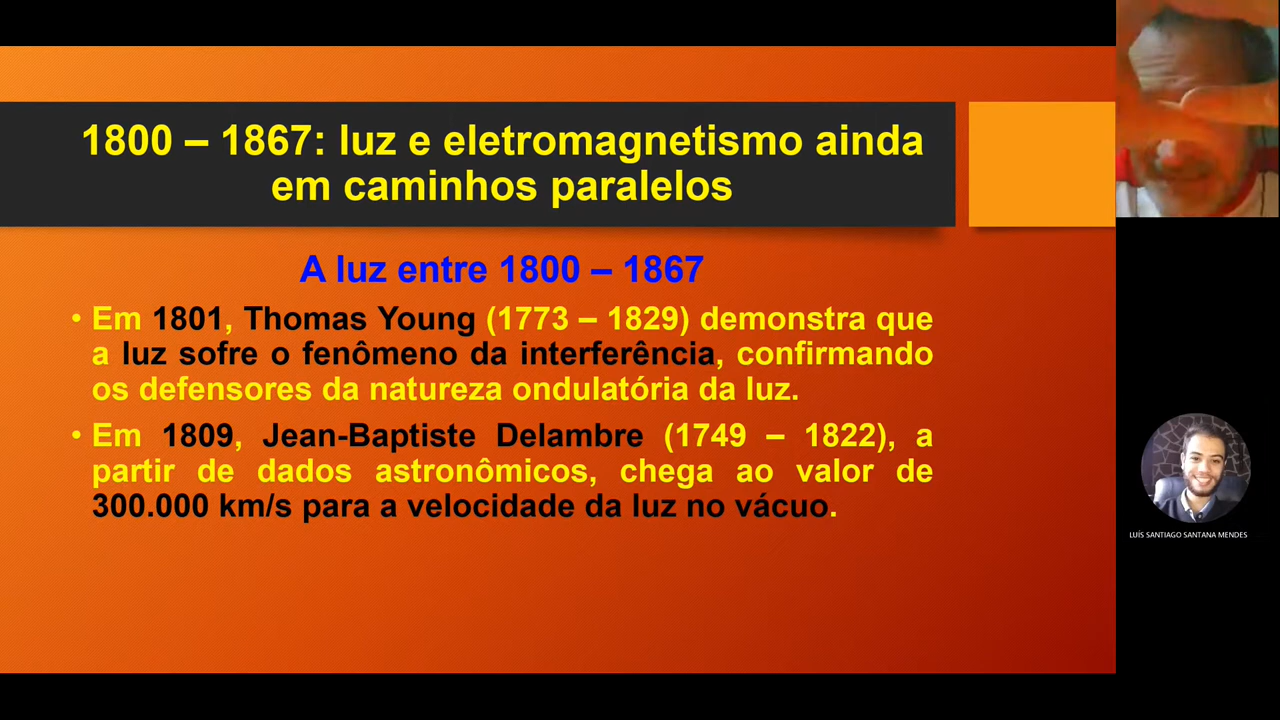 1800 – 1867: luz e eletromagnetismo ainda
em caminhos paralelos
A luz entre 1800 – 1867
• Em 1801, Thomas Young (1773 – 1829) demonstra que
a luz sofre o fenômeno da interferência, confirmando
os defensores da natureza ondulatória da luz.
• Em 1809, Jean-Baptiste Delambre (1749 – 1822), a
partir de dados astronômicos, chega ao valor de
300.000 km/s para a velocidade da luz no vácuo.
LUÍS SANTIAGO SANTANA MENDES